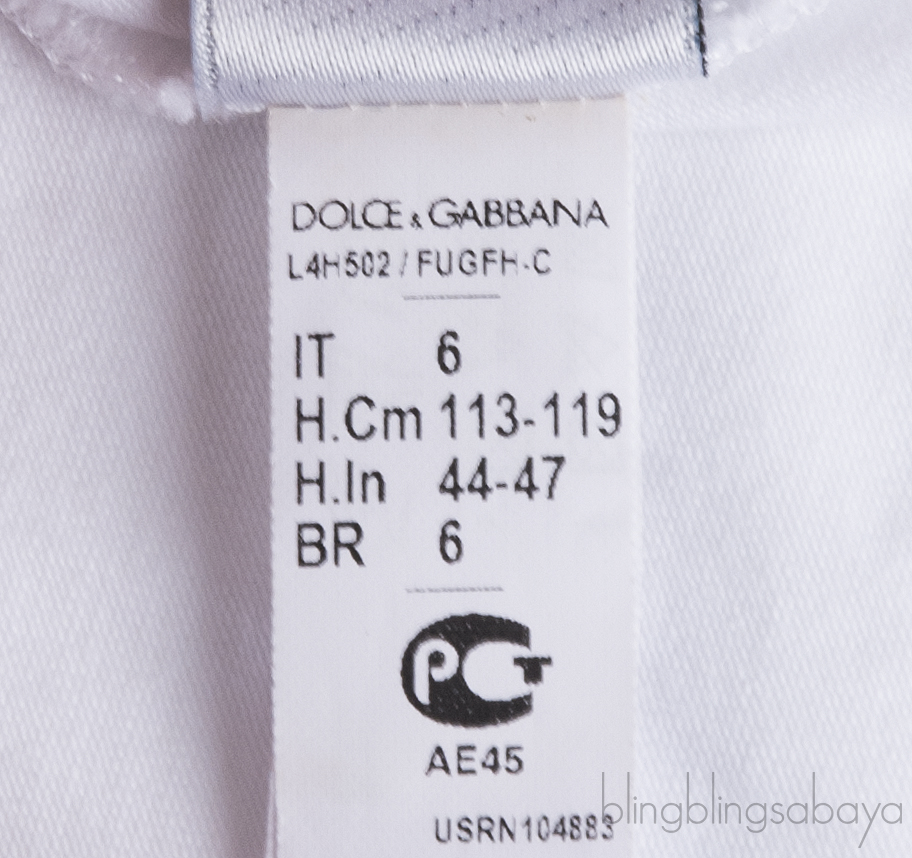 DOLCE & GABBANA
L4H502 / FUGFH-C
IT 6
H.Cm 113-119
H.In 44-47
BR 6
PCT
AE45
USRN104883
blingblingsabaya